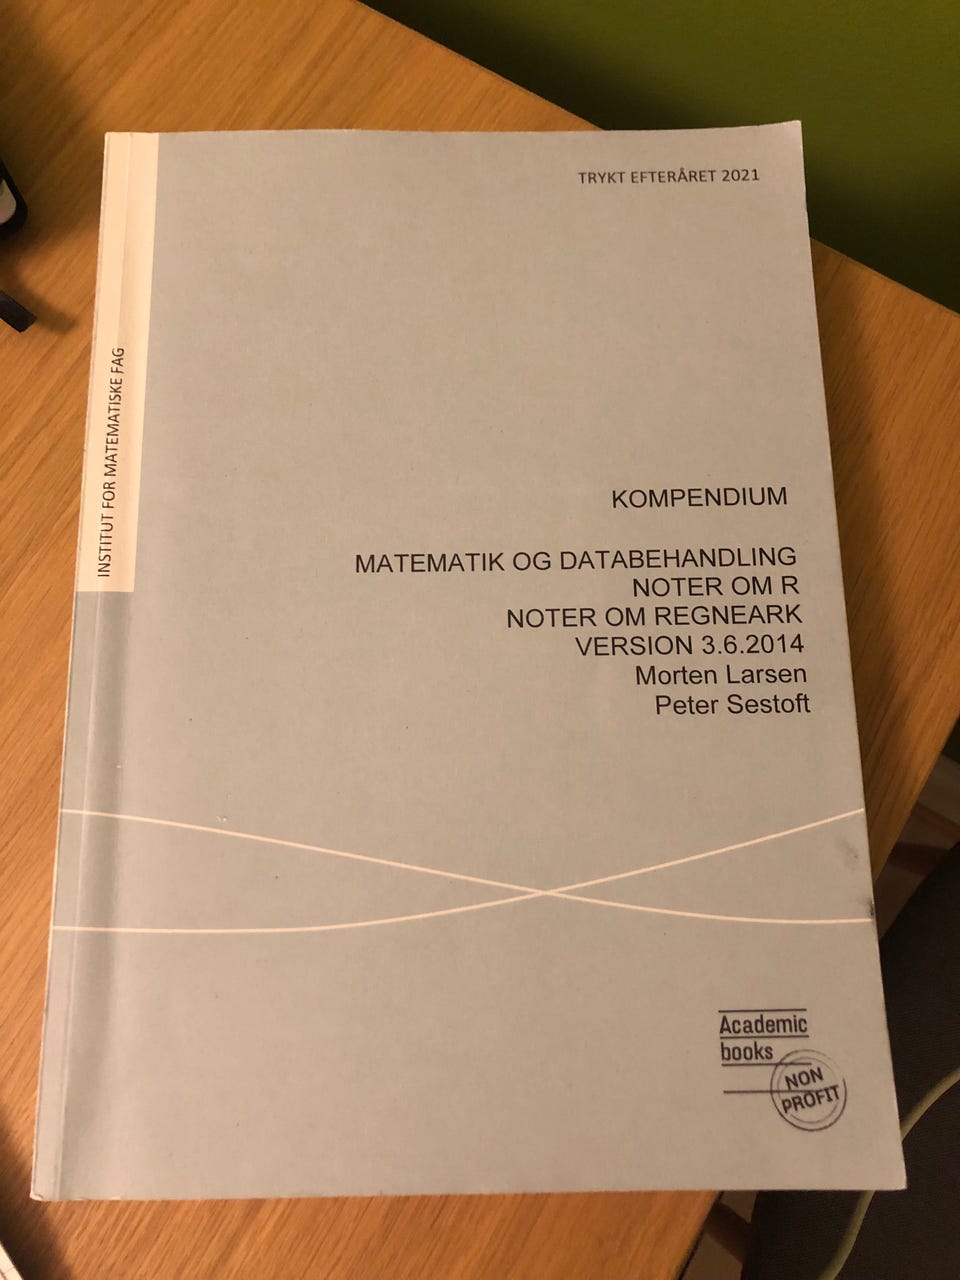 TRYKT EFTERÅRET 2021
INSTITUT FOR MATEMATISKE FAG
KOMPENDIUM
MATEMATIK OG DATABEHANDLING
NOTER OM R
NOTER OM REGNEARK
VERSION 3.6.2014
Morten Larsen
Peter Sestoft
Academic
books
NON
PROFIT